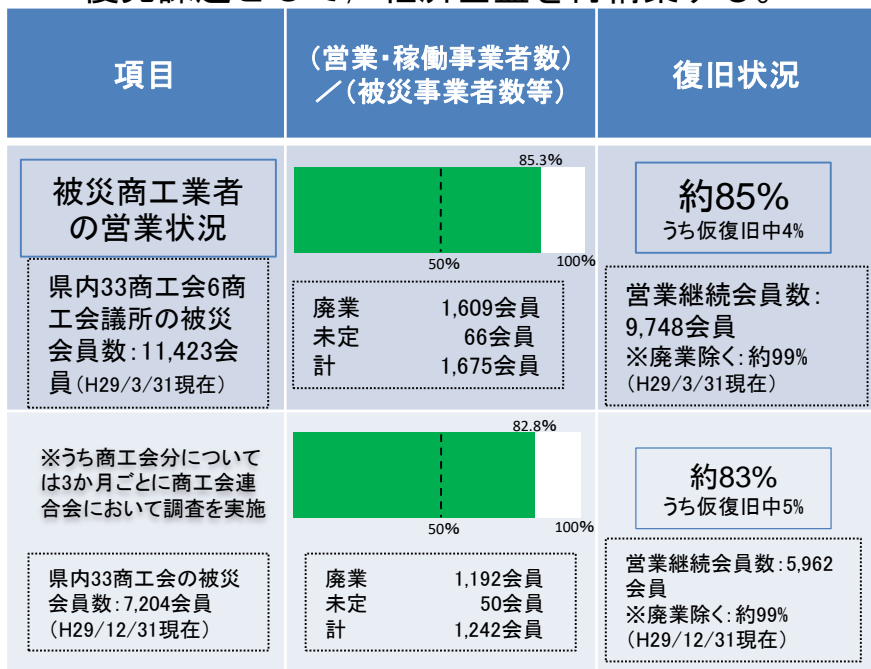 項目
(営業・稼働事業者数)
／(被災事業者数等)
復旧状況
被災商工業者
の営業状況
県内33商工会6商
工会議所の被災
会員数：11,423会
員（H29/3/31現在）
85.3%
50%
100%
廃業 1,609会員
未定 66会員
計 1,675会員
約85%
うち仮復旧中4%
営業継続会員数：
9,748会員
※廃業除く：約99%
（H29/3/31現在）
※うち商工会分について
は3か月ごとに商工会連
合会において調査を実施
県内33商工会の被災
会員数：7,204会員
（H29/12/31現在）
82.8%
50%
100%
廃業 1,192会員
未定 50会員
計 1,242会員
約83%
うち仮復旧中5%
営業継続会員数：5,962
会員
※廃業除く：約99%
（H29/12/31現在）